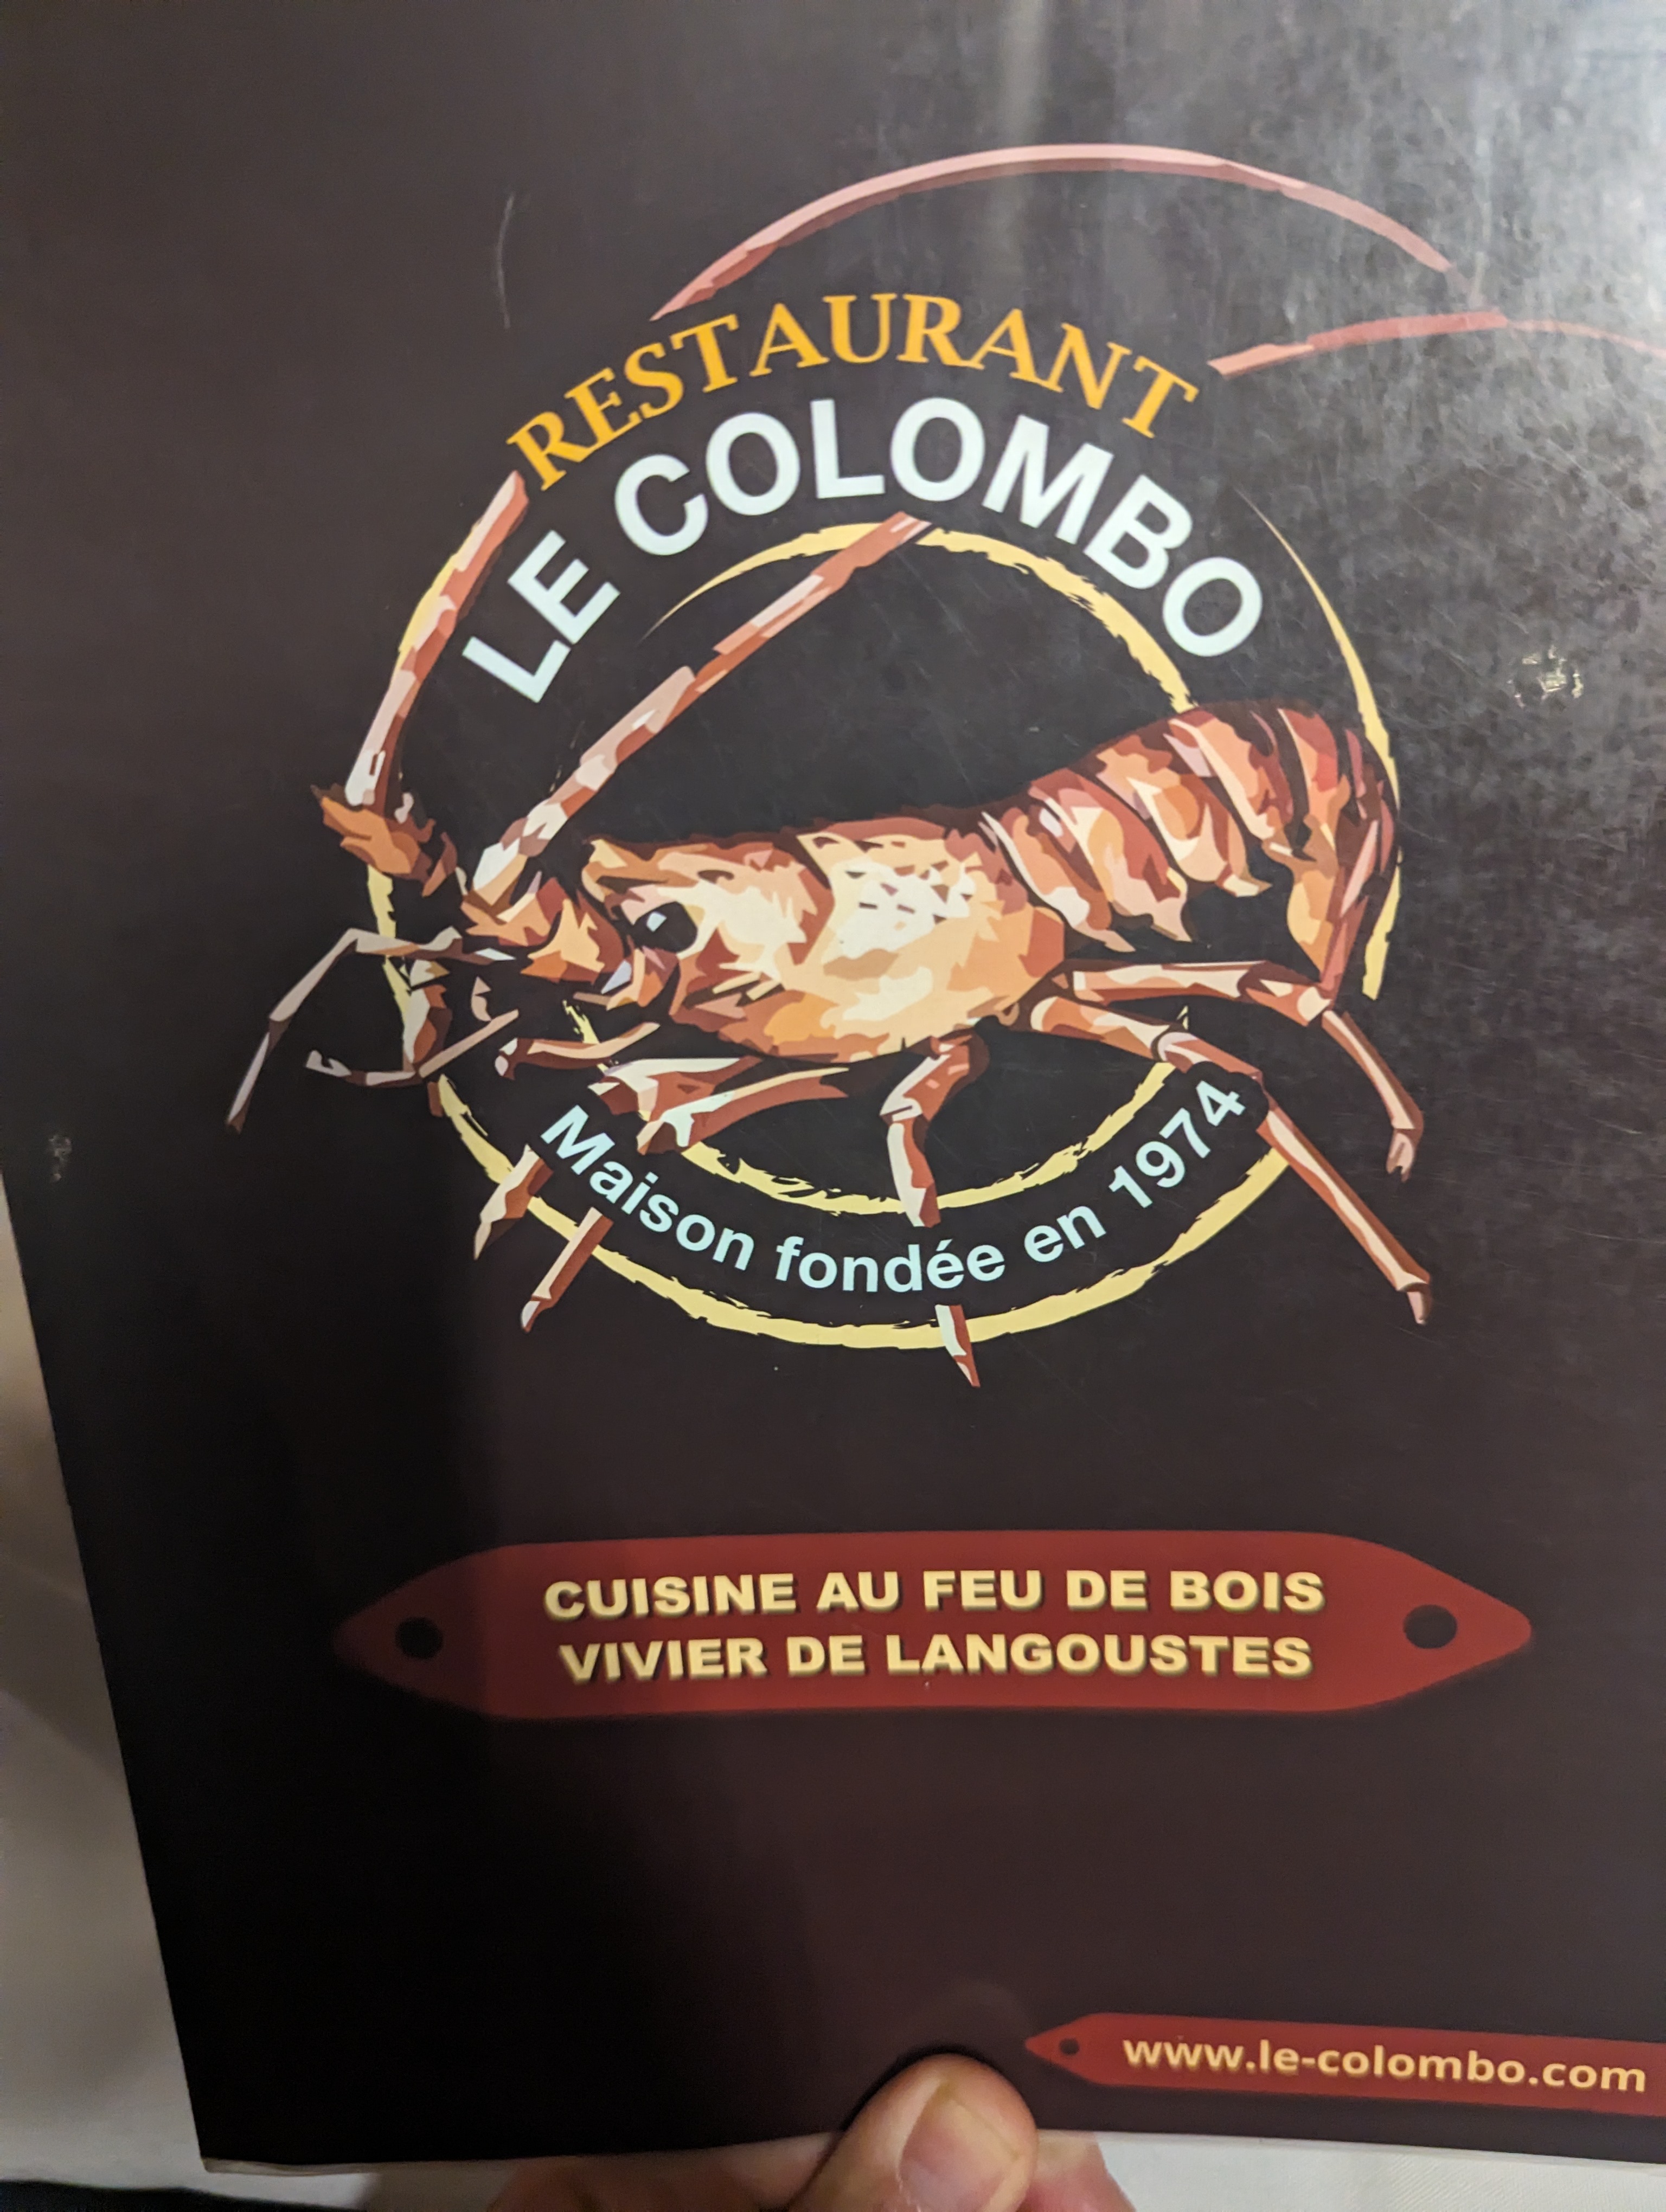 RESTAURANT
LE COLOMBO
Maison fondée en 1974
CUISINE AU FEU DE BOIS
VIVIER DE LANGOUSTES
www.le-colombo.com